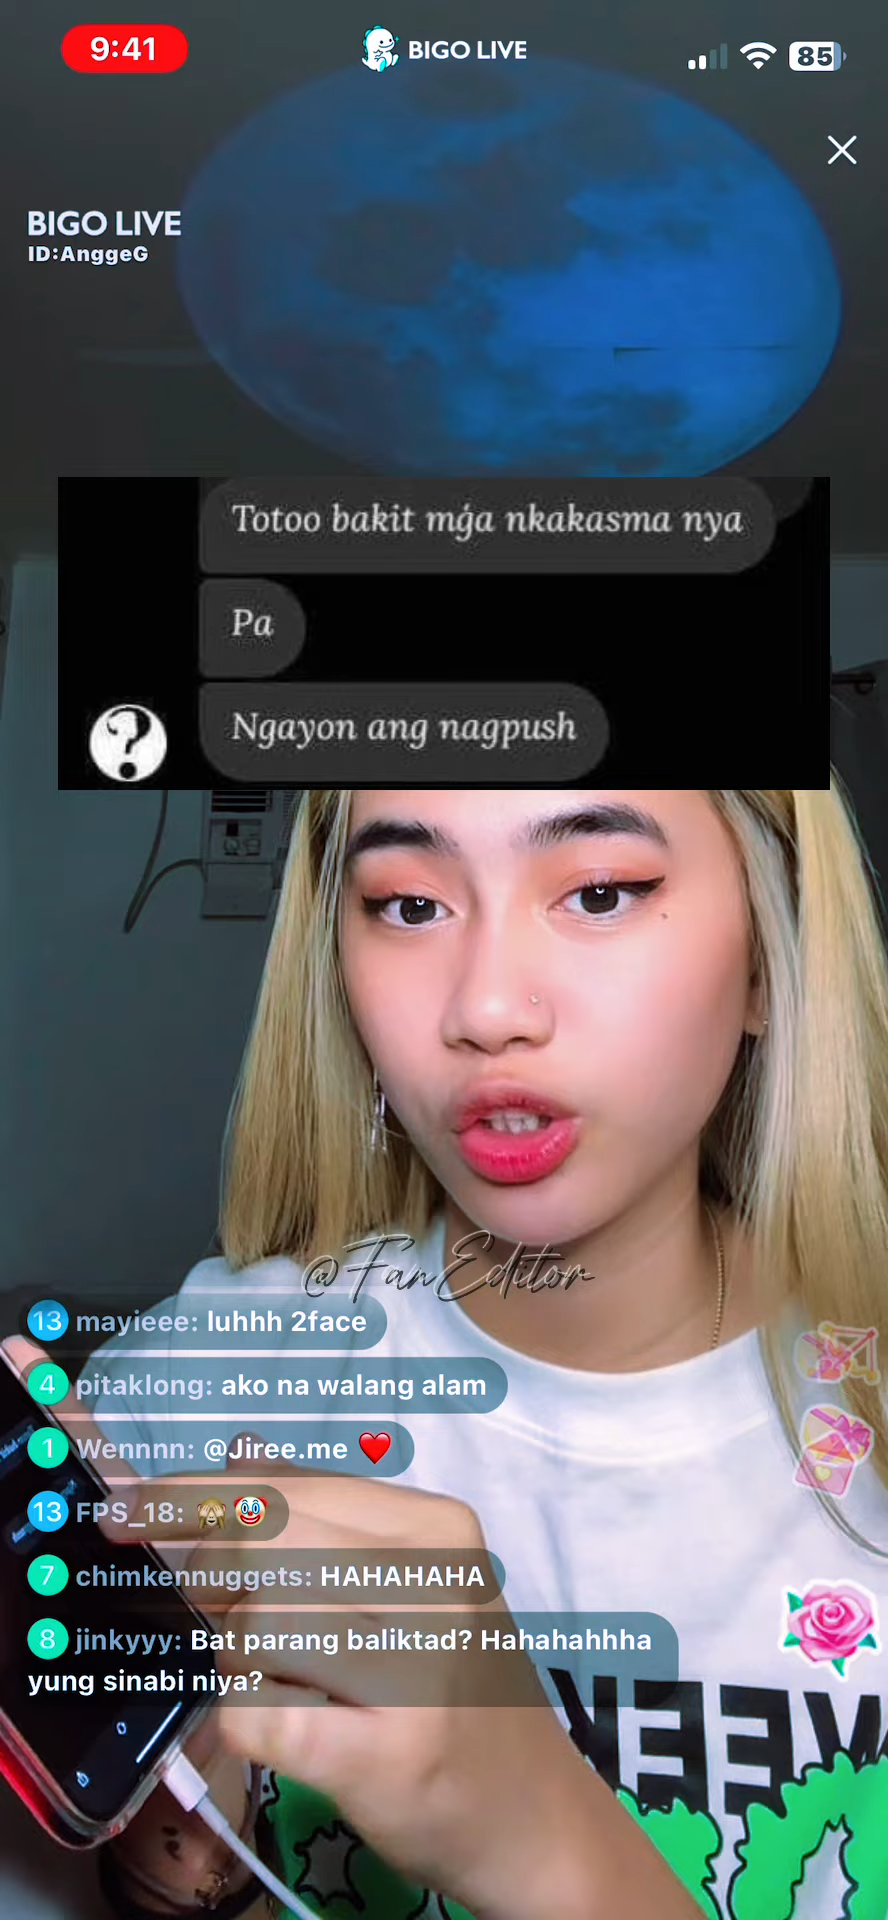 9:41
BIGO LIVE
85
BIGO LIVE
ID:AnggeG
Totoo bakit mga nkakasma nya
Pa
Ngayon ang nagpush
?
@FanEditor
13 mayieee: luhhh 2face
4 pitaklong: ako na walang alam
1 Wennnn: @Jiree.me ❤️
13 FPS_18: 🙈🤡
7 chimkennuggets: HAHAHAHA
8 jinkyyy: Bat parang baliktad? Hahahahhha
yung sinabi niya?